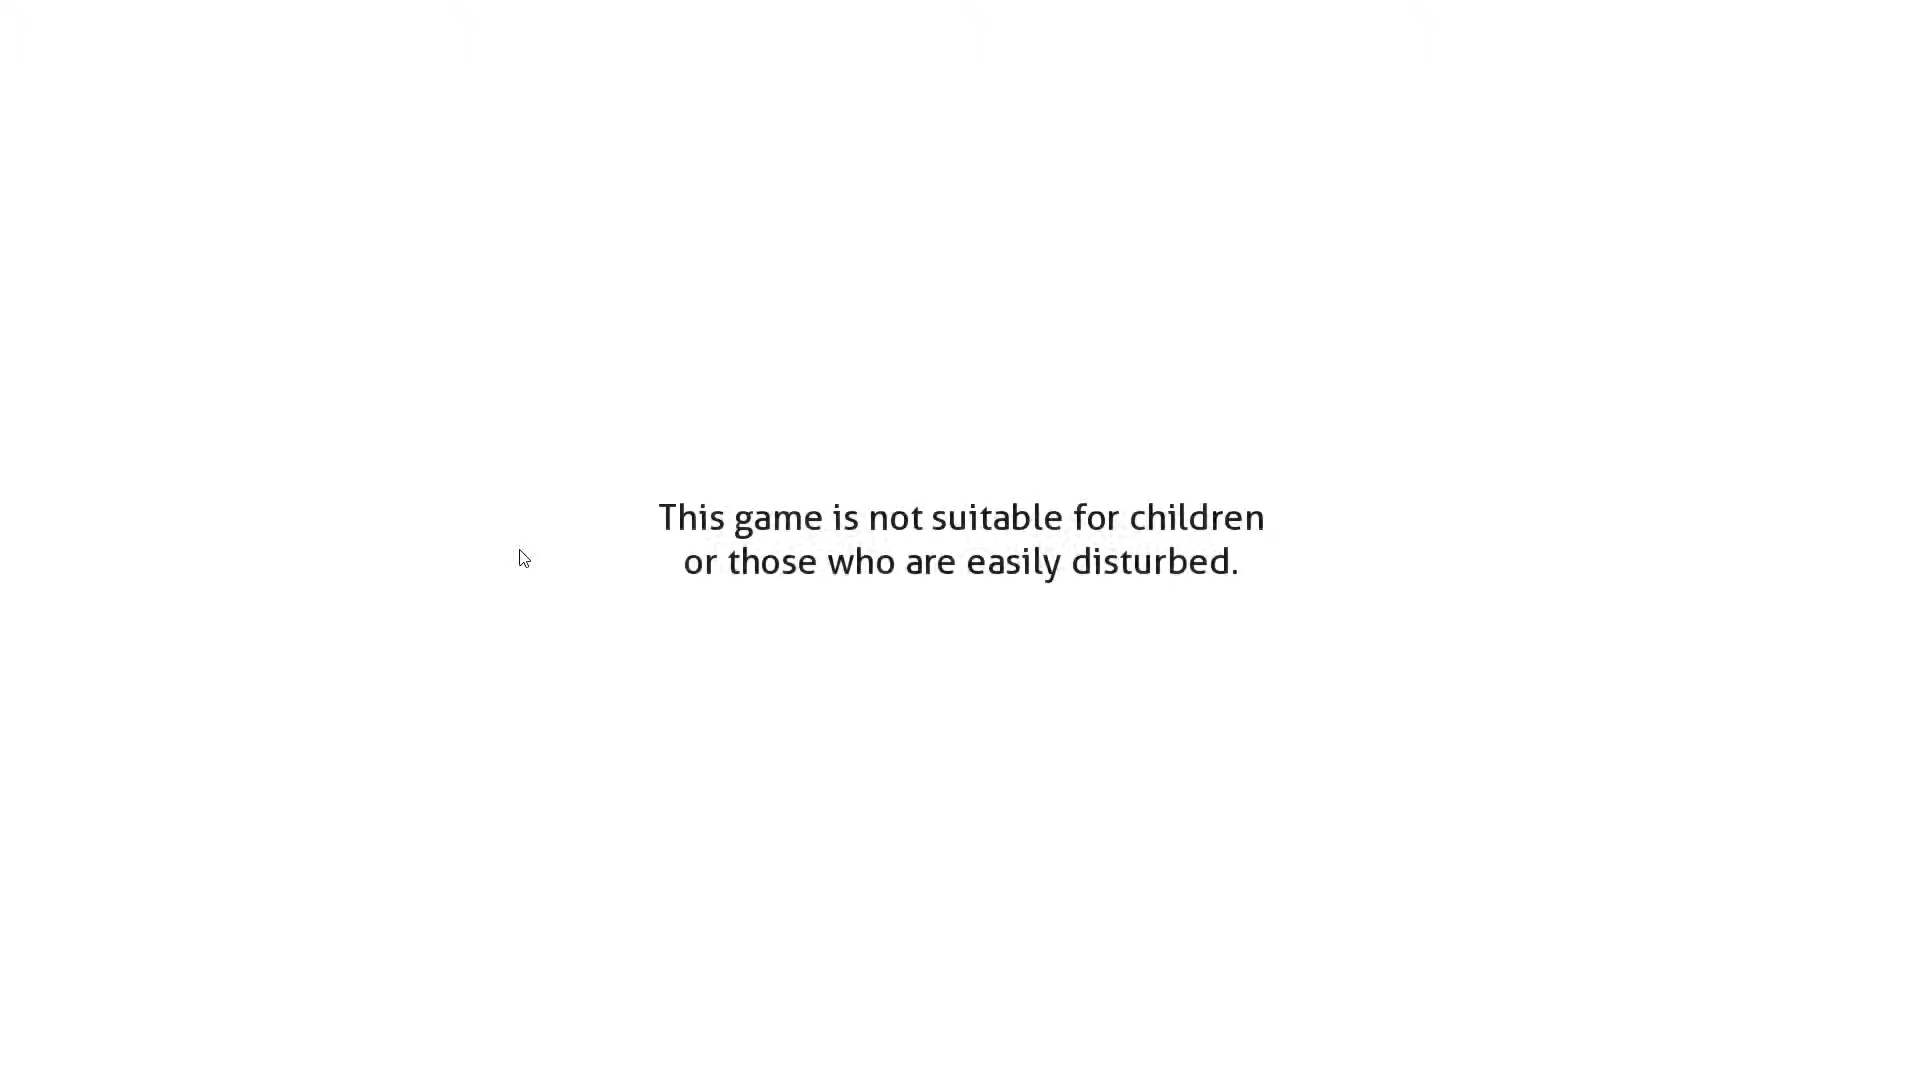 This game is not suitable for children
or those who are easily disturbed.